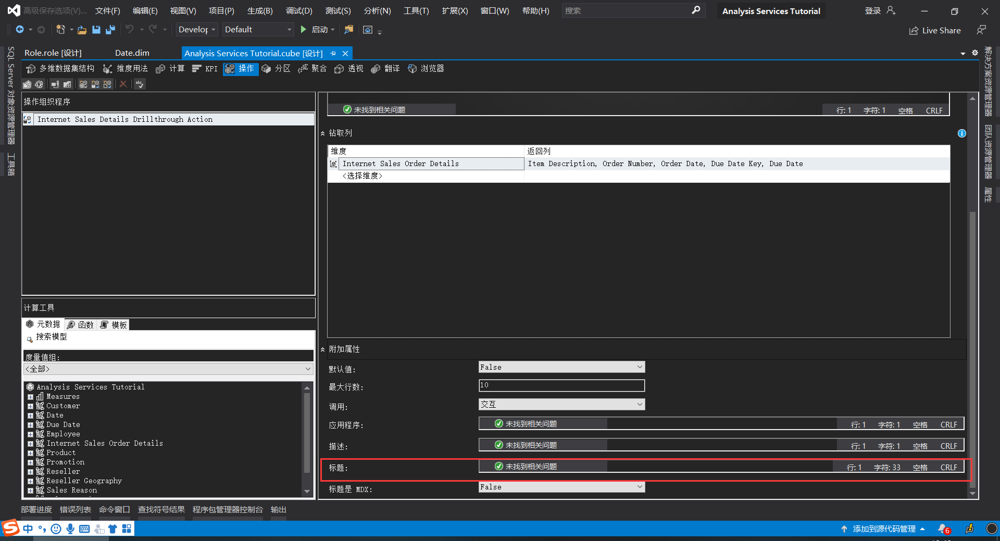 高级保存选项(V)... 文件(F) 编辑(E) 视图(V) 项目(P) 生成(B) 调试(D) 测试(S) 分析(N) 工具(T) 扩展(X) 窗口(W) 帮助(H) 搜索 Analysis Services Tutorial 登录
Develop Default 启动 Live Share
Role.role [设计] Date.dim Analysis Services Tutorial.cube [设计]
多维数据集结构 维度用法 计算 KPI 操作 分区 聚合 透视 翻译 浏览器
SQL Server 对象资源管理器
工具箱
操作组织程序
Internet Sales Details Drillthrough Action
计算工具
元数据 函数 模板
搜索模型
度量值组:
<全部>
Analysis Services Tutorial
Measures
Customer
Date
Due Date
Employee
Internet Sales Order Details
Product
Promotion
Reseller
Reseller Geography
Sales Reason
未找到相关问题 行: 1 字符: 1 空格 CRLF
钻取列
维度 返回列
Internet Sales Order Details Item Description, Order Number, Order Date, Due Date Key, Due Date
<选择维度>
附加属性
默认值: False
最大行数: 10
调用: 交互
应用程序: 未找到相关问题 行: 1 字符: 1 空格 CRLF
描述: 未找到相关问题 行: 1 字符: 1 空格 CRLF
标题: 未找到相关问题 行: 1 字符: 33 空格 CRLF
标题是 MDX: False
解决方案资源管理器
团队资源管理器
属性
部署进度 错误列表 命令窗口 查找符号结果 程序包管理器控制台 输出
S 中 添加到源代码管理 6